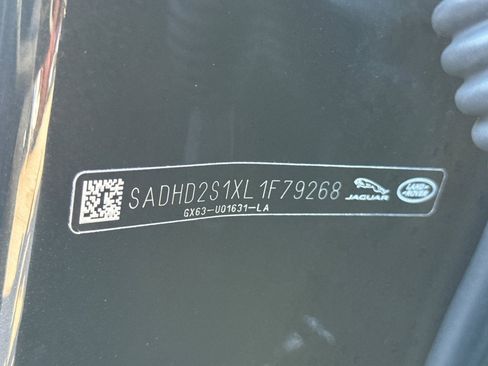 SADHD2S1XL1F79268
GX63-U01631-LA
JAGUAR
LAND
ROVER